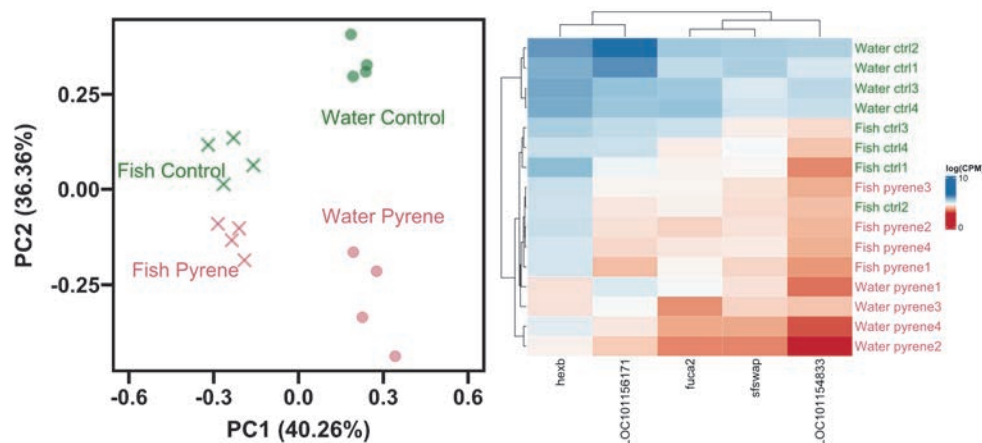 0.25
0.00
-0.25
-0.6
-0.3
0.0
0.3
0.6
PC2 (36.36%)
PC1 (40.26%)
Water Control
Fish Control
Water Pyrene
Fish Pyrene
Water ctrl2
Water ctrl1
Water ctrl3
Water ctrl4
Fish ctrl3
Fish ctrl4
Fish ctrl1
Fish pyrene3
Fish ctrl2
Fish pyrene2
Fish pyrene4
Fish pyrene1
Water pyrene1
Water pyrene3
Water pyrene4
Water pyrene2
hexb
LOC101156171
fuca2
sfswap
LOC101154833
log(CPM
10
0